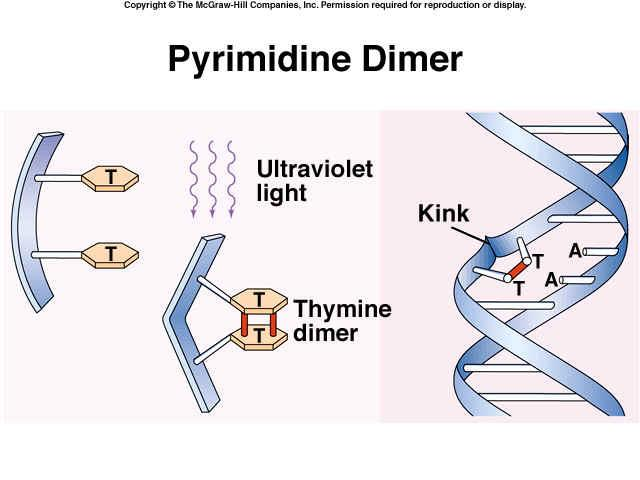 Copyright © The McGraw-Hill Companies, Inc. Permission required for reproduction or display.
Pyrimidine Dimer
T
T
Ultraviolet
light
T
T
Thymine
dimer
Kink
T
T
A
A